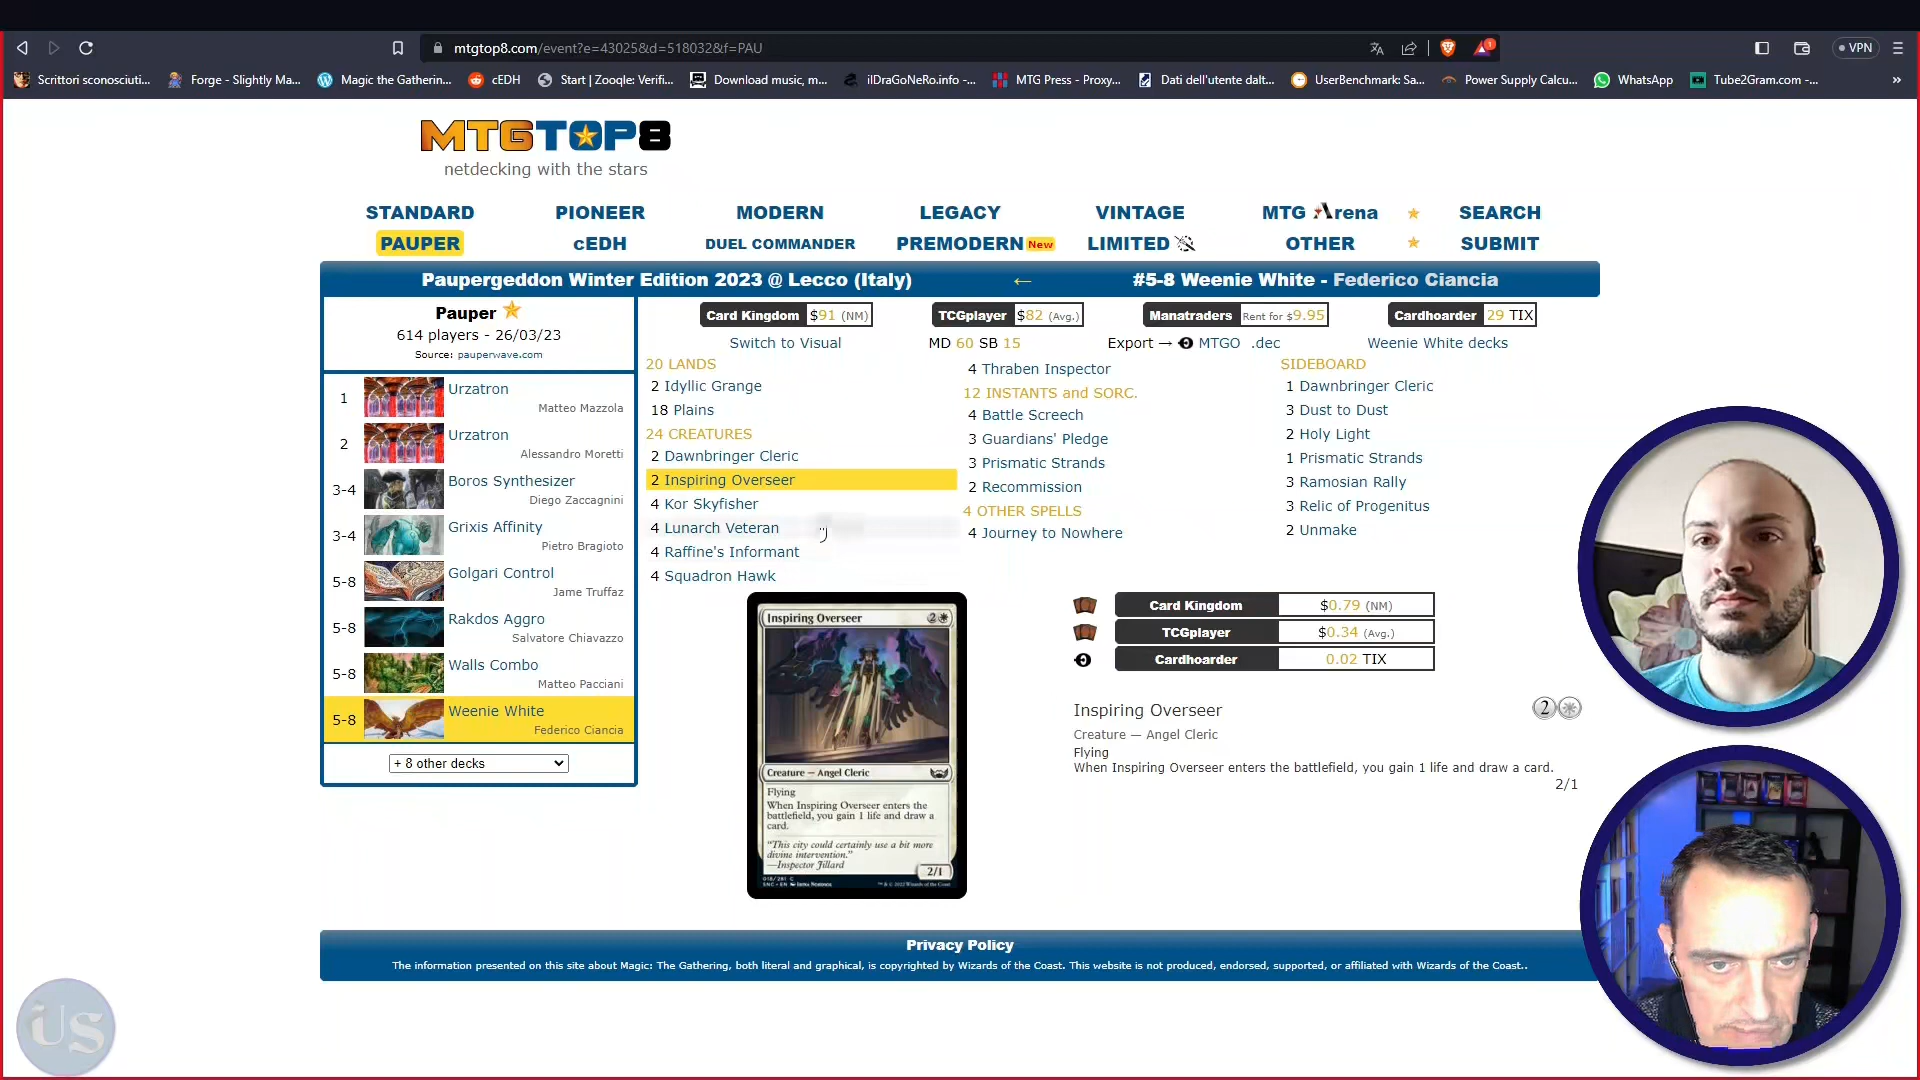 mtgtop8.com/event?e=43025&d=518032&f=PAU
1
VPN
Scrittori sconosciuti...
Forge - Slightly Ma...
Magic the Gatherin...
cEDH
Start | Zooqle: Verifi...
Download music, m...
ilDraGoNeRo.info -...
MTG Press - Proxy...
Dati dell'utente dalt...
UserBenchmark: Sa...
Power Supply Calcu...
WhatsApp
Tube2Gram.com -...
»
MTGTOP8
netdecking with the stars
STANDARD PIONEER MODERN LEGACY VINTAGE MTG Arena SEARCH
PAUPER cEDH DUEL COMMANDER PREMODERN New LIMITED OTHER SUBMIT
Paupergeddon Winter Edition 2023 @ Lecco (Italy) ← #5-8 Weenie White - Federico Ciancia
Pauper
614 players - 26/03/23
Source: pauperwave.com
1 Urzatron
Matteo Mazzola
2 Urzatron
Alessandro Moretti
3-4 Boros Synthesizer
Diego Zaccagnini
3-4 Grixis Affinity
Pietro Bragioto
5-8 Golgari Control
Jame Truffaz
5-8 Rakdos Aggro
Salvatore Chiavazzo
5-8 Walls Combo
Matteo Pacciani
5-8 Weenie White
Federico Ciancia
+ 8 other decks
Card Kingdom $91 (NM)
TCGplayer $82 (Avg.)
Manatraders Rent for $9.95
Cardhoarder 29 TIX
Switch to Visual
MD 60 SB 15
Export → MTGO .dec
Weenie White decks
20 LANDS
2 Idyllic Grange
18 Plains
24 CREATURES
2 Dawnbringer Cleric
2 Inspiring Overseer
4 Kor Skyfisher
4 Lunarch Veteran
4 Raffine's Informant
4 Squadron Hawk
4 Thraben Inspector
12 INSTANTS and SORC.
4 Battle Screech
3 Guardians' Pledge
3 Prismatic Strands
2 Recommission
4 OTHER SPELLS
4 Journey to Nowhere
SIDEBOARD
1 Dawnbringer Cleric
3 Dust to Dust
2 Holy Light
1 Prismatic Strands
3 Ramosian Rally
3 Relic of Progenitus
2 Unmake
Inspiring Overseer 2
Creature — Angel Cleric
Flying
When Inspiring Overseer enters the
battlefield, you gain 1 life and draw a
card.
"This city could certainly use a bit more
divine intervention."
—Inspector Jillard
2/1
Card Kingdom $0.79 (NM)
TCGplayer $0.34 (Avg.)
Cardhoarder 0.02 TIX
Inspiring Overseer 2
Creature — Angel Cleric
Flying
When Inspiring Overseer enters the battlefield, you gain 1 life and draw a card.
2/1
Privacy Policy
The information presented on this site about Magic: The Gathering, both literal and graphical, is copyrighted by Wizards of the Coast. This website is not produced, endorsed, supported, or affiliated with Wizards of the Coast..
US